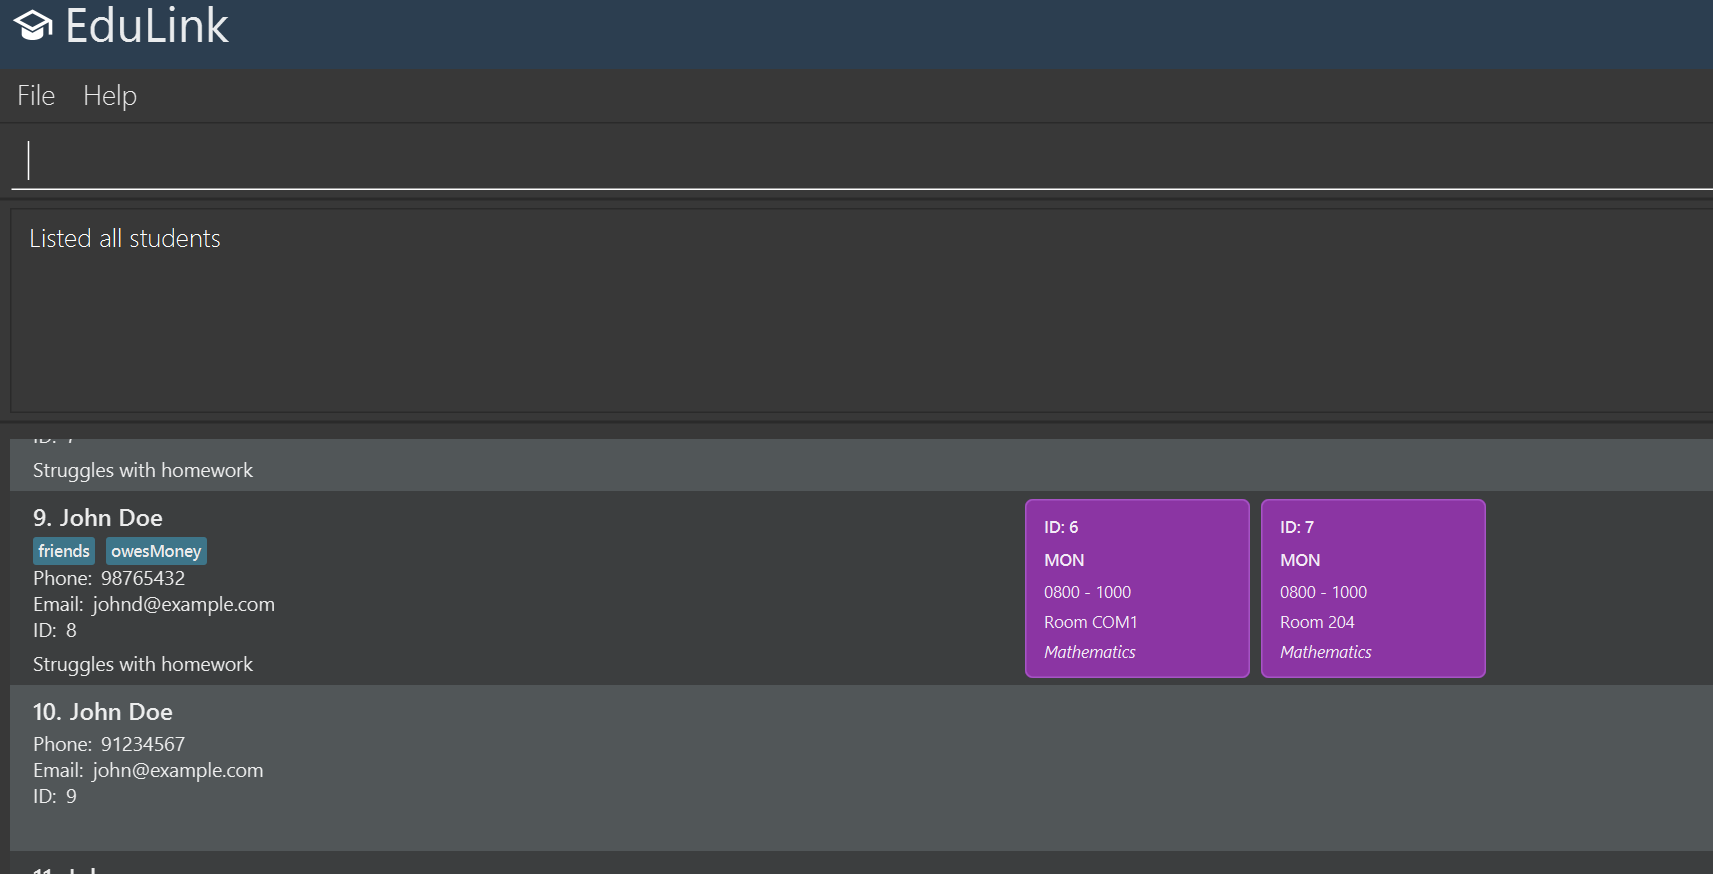 EduLink
File Help
Listed all students
Struggles with homework
9. John Doe
friends owesMoney
Phone: 98765432
Email: johnd@example.com
ID: 8
Struggles with homework
ID: 6
MON
0800 - 1000
Room COM1
Mathematics
ID: 7
MON
0800 - 1000
Room 204
Mathematics
10. John Doe
Phone: 91234567
Email: john@example.com
ID: 9